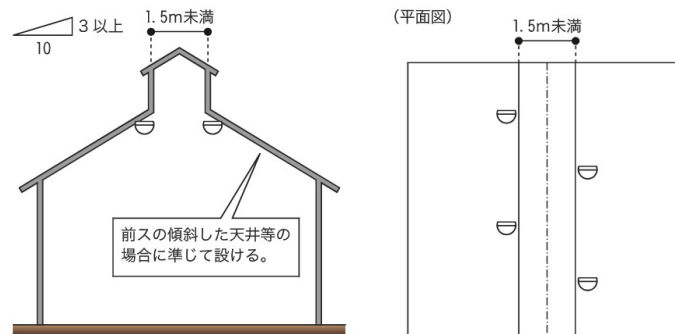 3以上
10
1.5m未満
前スの傾斜した天井等の
場合に準じて設ける。
(平面図)
1.5m未満